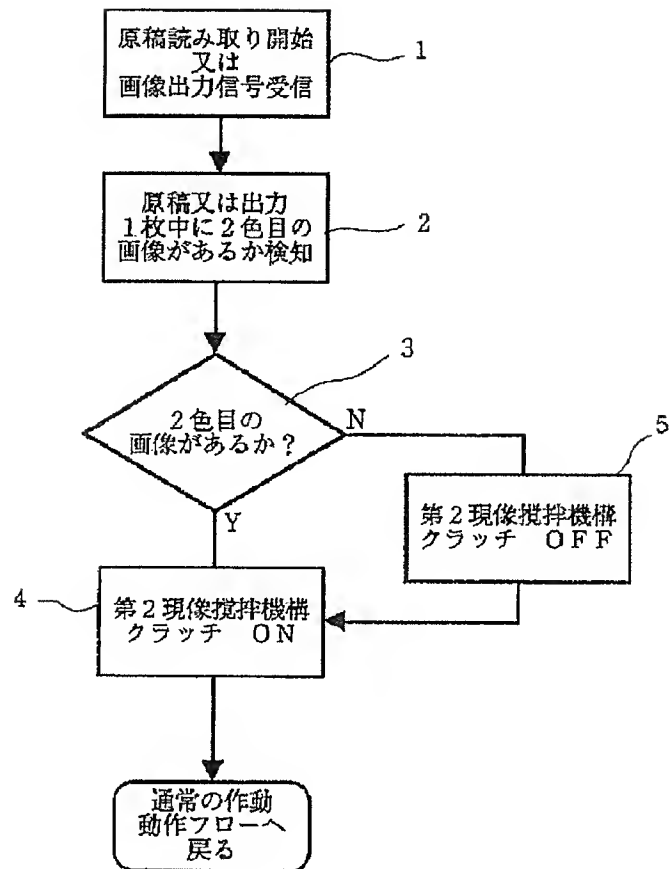 原稿読み取り開始
又は
画像出力信号受信
1
原稿又は出力
1枚中に2色目の
画像があるか検知
2
3
2色目の
画像があるか?
N
Y
5
第2現像撹拌機構
クラッチ OFF
4
第2現像撹拌機構
クラッチ ON
通常の作動
動作フローへ
戻る